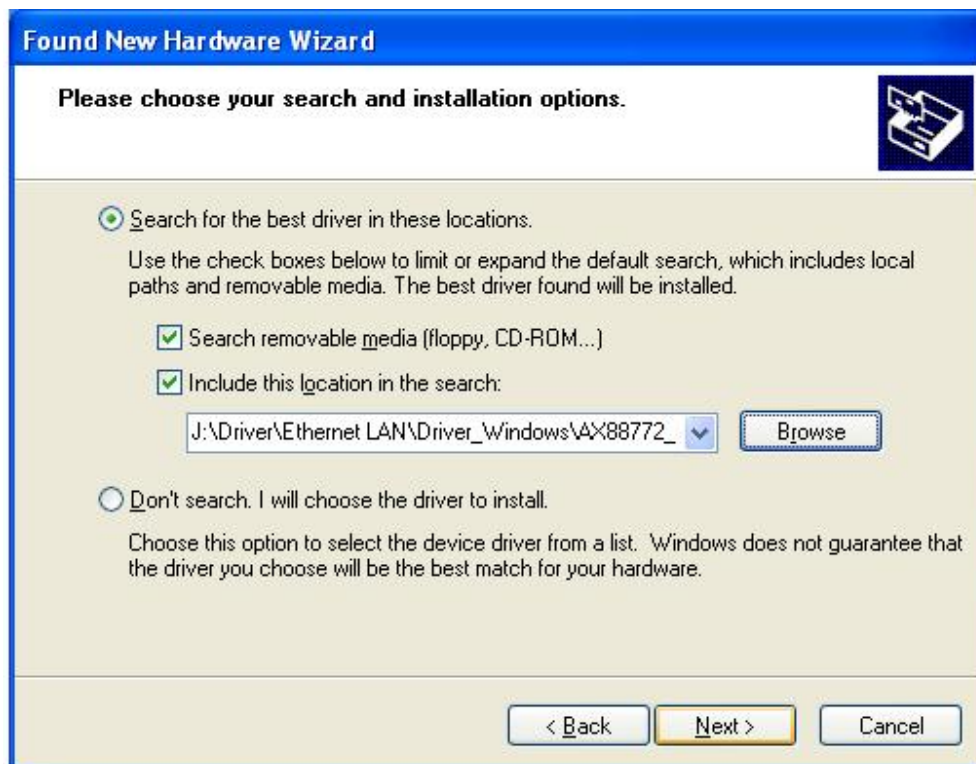 Found New Hardware Wizard
Please choose your search and installation options.
Search for the best driver in these locations.
Use the check boxes below to limit or expand the default search, which includes local
paths and removable media. The best driver found will be installed.
Search removable media (floppy, CD-ROM...)
Include this location in the search:
J:\Driver\Ethernet LAN\Driver_Windows\AX88772_
Browse
Don't search. I will choose the driver to install.
Choose this option to select the device driver from a list. Windows does not guarantee that
the driver you choose will be the best match for your hardware.
< Back Next > Cancel